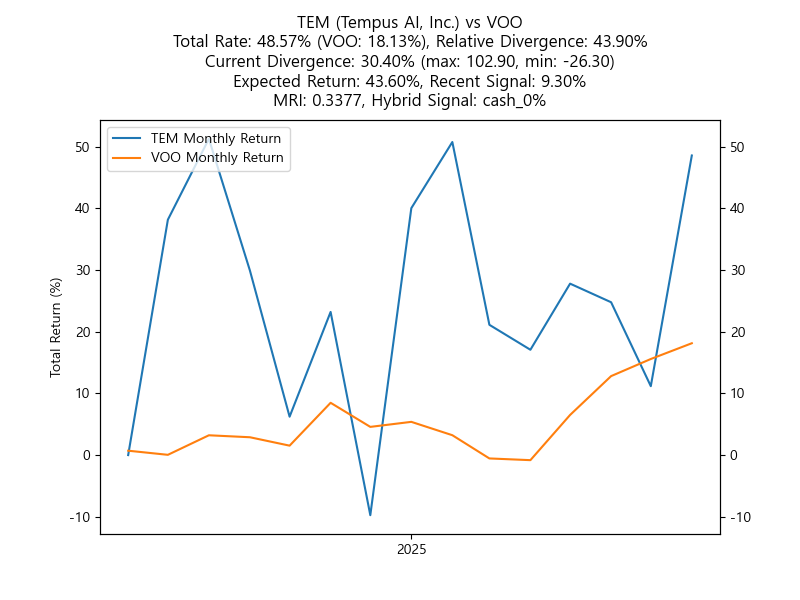 TEM (Tempus AI, Inc.) vs VOO
Total Rate: 48.57% (VOO: 18.13%), Relative Divergence: 43.90%
Current Divergence: 30.40% (max: 102.90, min: -26.30)
Expected Return: 43.60%, Recent Signal: 9.30%
MRI: 0.3377, Hybrid Signal: cash_0%
TEM Monthly Return
VOO Monthly Return
Total Return (%)
50
40
30
20
10
0
-10
50
40
30
20
10
0
-10
2025